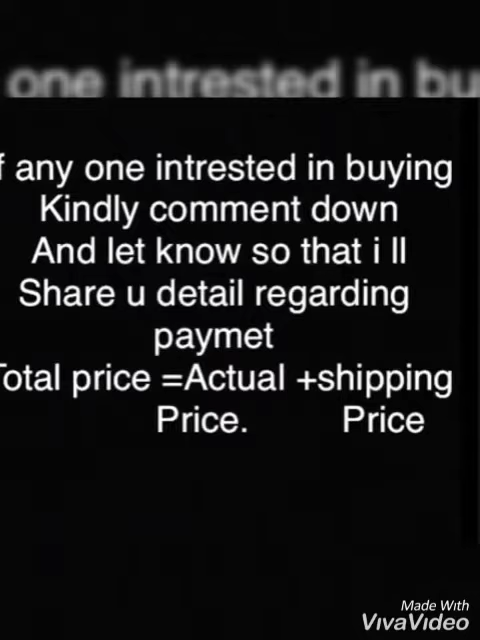 one intrested in bu
f any one intrested in buying
Kindly comment down
And let know so that i ll
Share u detail regarding
paymet
Total price =Actual +shipping
Price. Price
Made With
VivaVideo